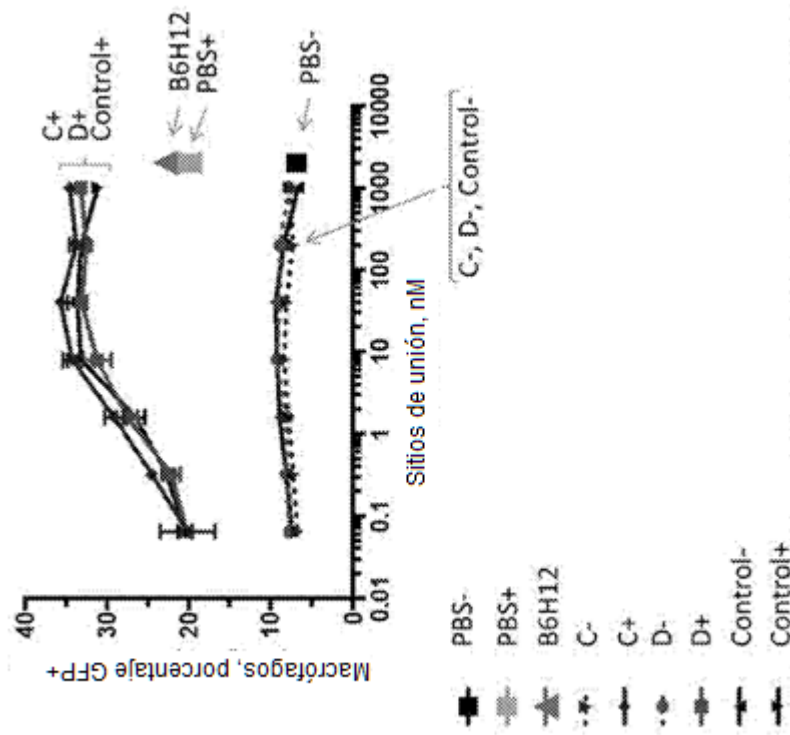 Macrófagos, porcentaje GFP+
40
30
20
10
0
0.01
0.1
1
10
100
1000
10000
Sitios de unión, nM
C+
D+
Control+
B6H12
PBS+
PBS-
C-, D-, Control-
PBS-
PBS+
B6H12
C-
C+
D-
D+
Control-
Control+